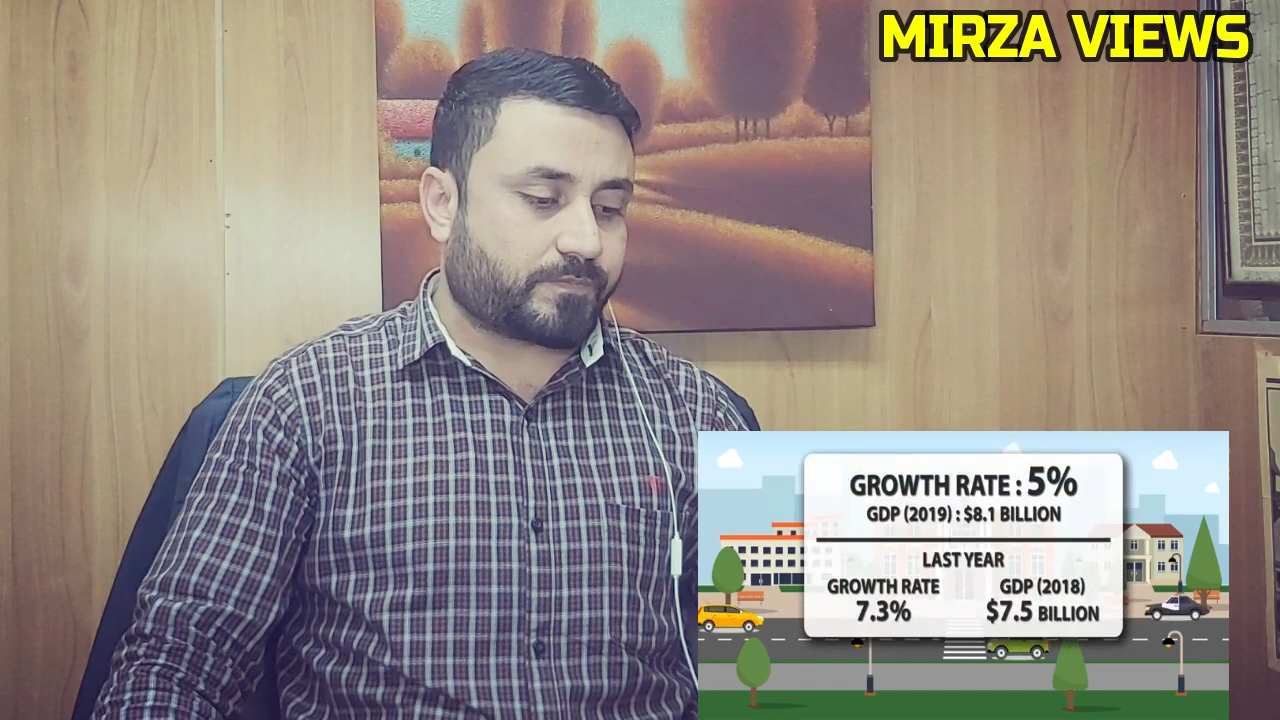 MIRZA VIEWS
GROWTH RATE : 5%
GDP (2019) : $8.1 BILLION
LAST YEAR
GROWTH RATE
7.3%
GDP (2018)
$7.5 BILLION